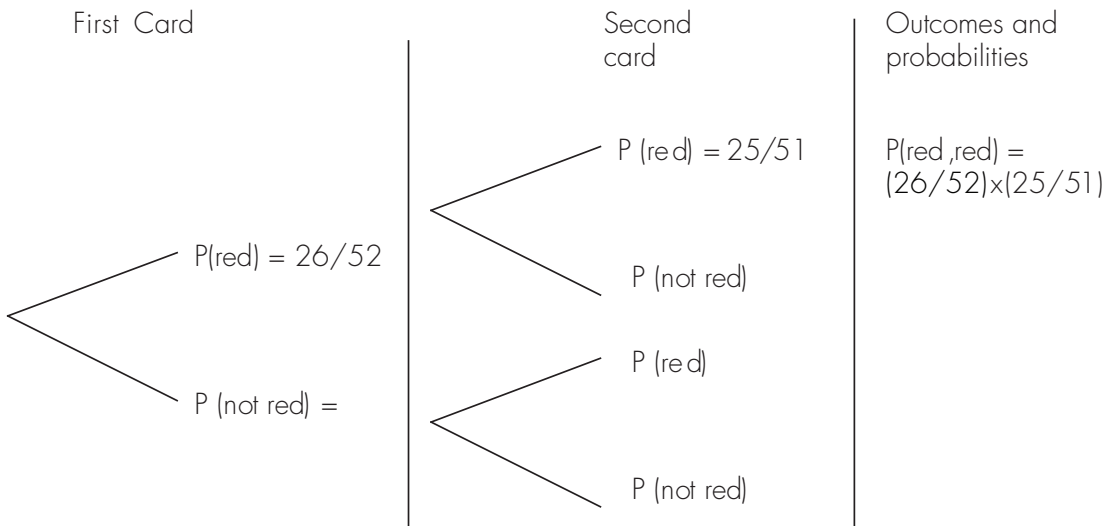 First Card
Second
card
Outcomes and
probabilities
P(red) = 26/52
P (not red) =
P (red) = 25/51
P (not red)
P (red)
P (not red)
P(red ,red) =
(26/52)x(25/51)